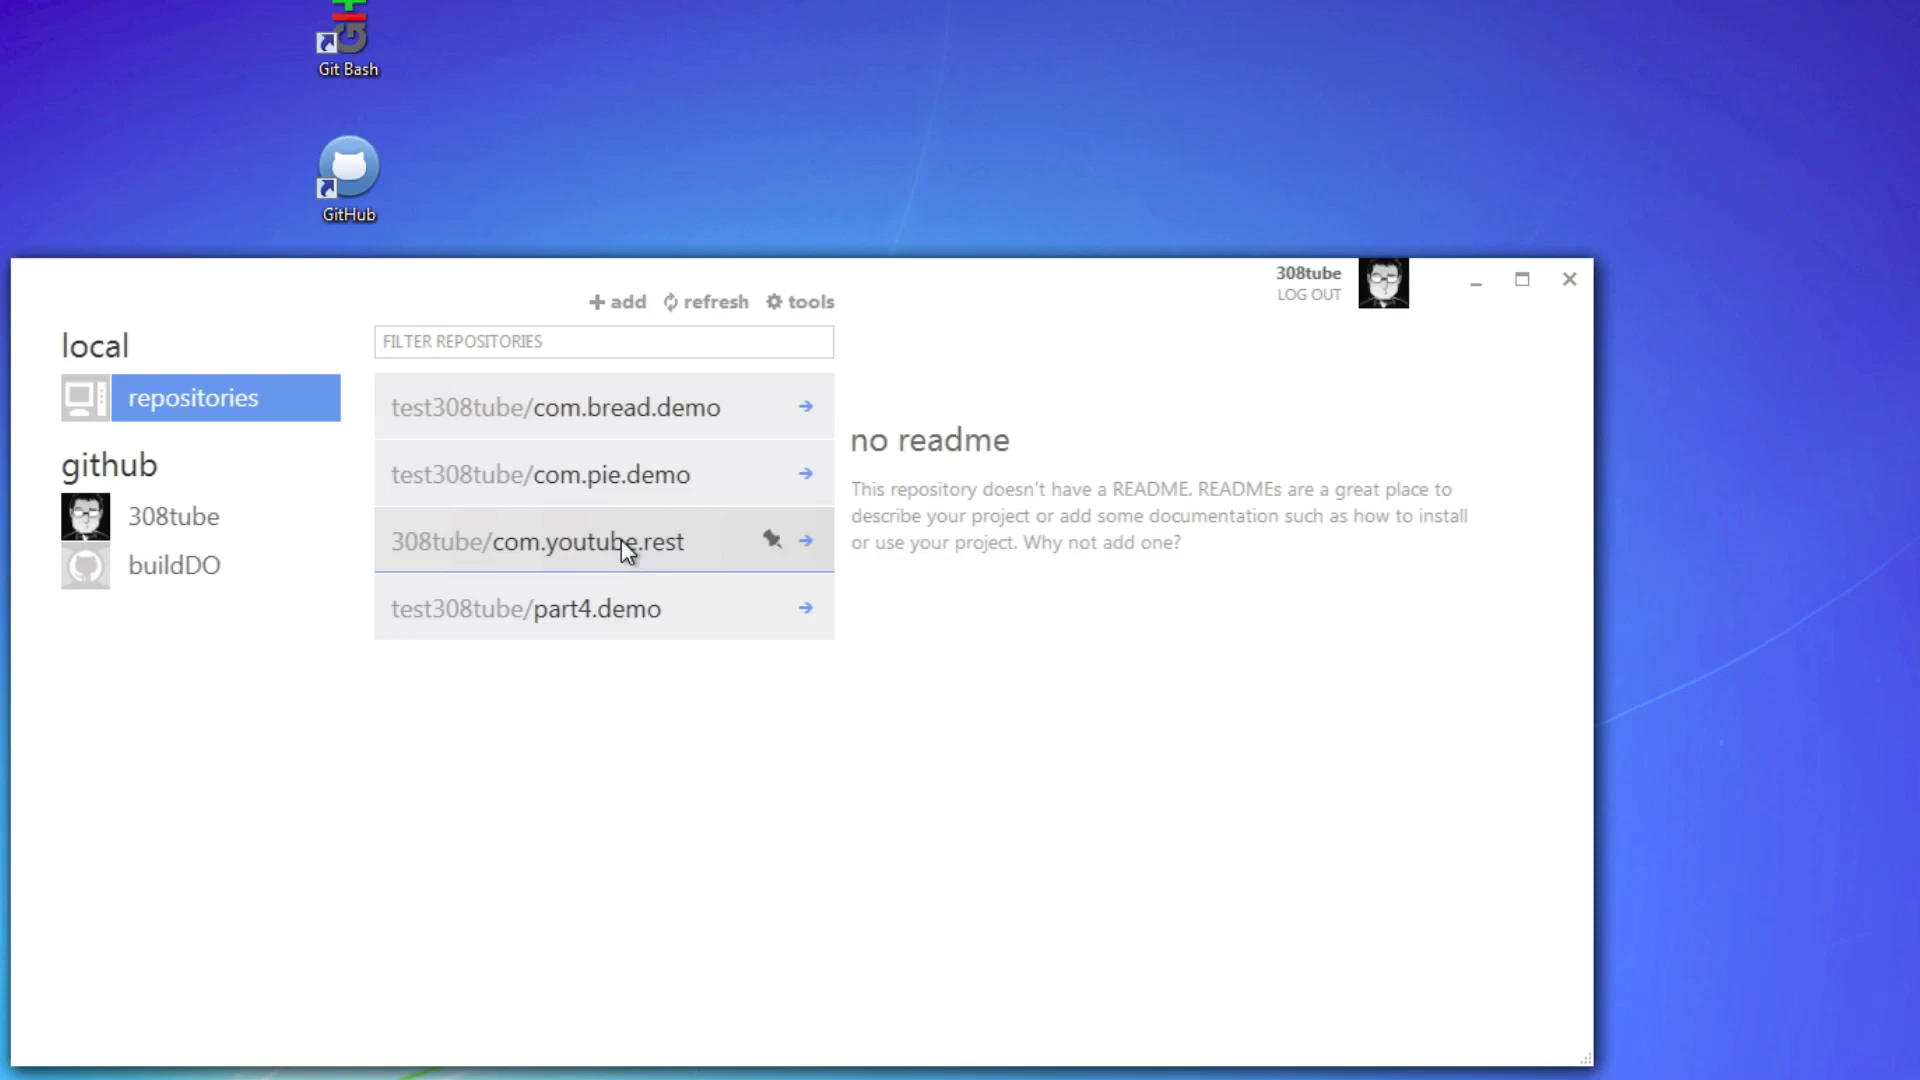 Git Bash
GitHub
308tube
LOG OUT
add refresh tools
local
FILTER REPOSITORIES
repositories
test308tube/com.bread.demo
github
no readme
test308tube/com.pie.demo
This repository doesn't have a README. READMEs are a great place to
describe your project or add some documentation such as how to install
or use your project. Why not add one?
308tube
308tube/com.youtube.rest
buildDO
test308tube/part4.demo